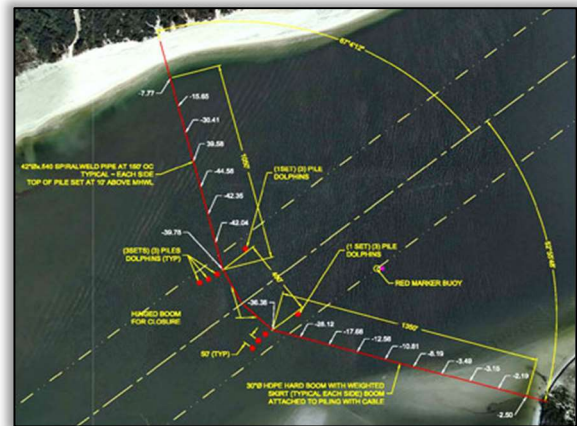 67°4'12"
-7.77
-15.65
-30.41
39.58
42"Øx.540 SPIRALWELD PIPE AT 150' OC
TYPICAL - EACH SIDE
TOP OF PILE SET AT 10' ABOVE MHWL
-44.56
1050'
(1SET) (3) PILE
DOLPHINS
-42.35
-42.04
-39.78
(3SETS) (3) PILES
DOLPHINS (TYP)
(1 SET) (3) PILE
DOLPHINS
400'
RED MARKER BUOY
HINGED BOOM
FOR CLOSURE
-36.36
-26.12
1350'
-17.68
-12.56
-10.81
-8.19
-3.49
-3.15
-2.19
50' (TYP)
30"Ø HDPE HARD BOOM WITH WEIGHTED
SKIRT (TYPICAL EACH SIDE) BOOM
ATTACHED TO PILING WITH CABLE
-2.50